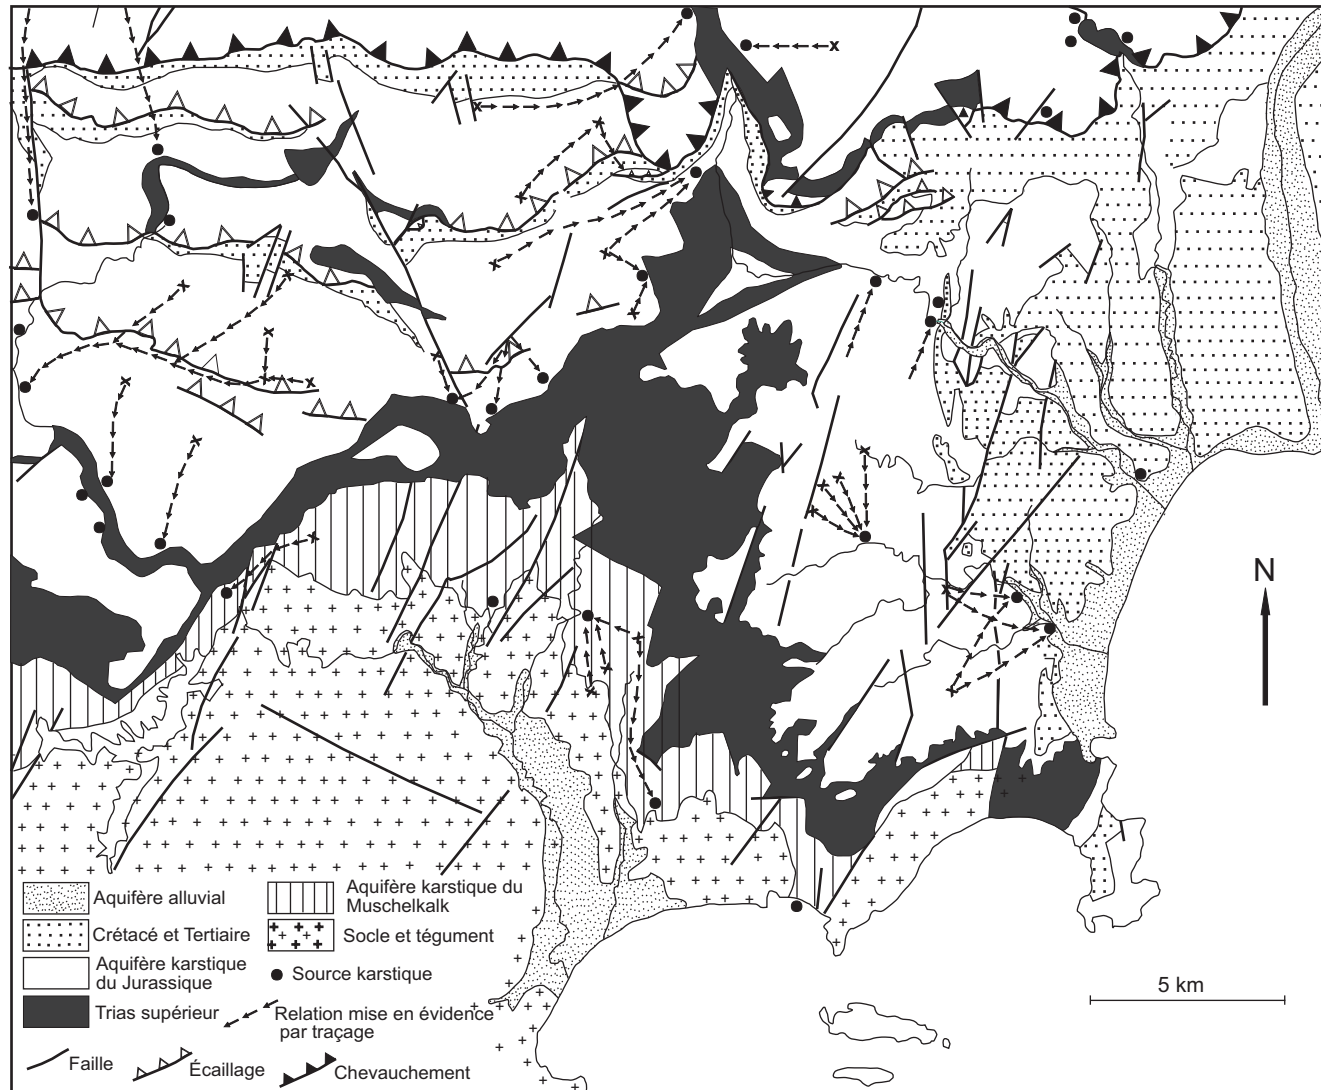 N
Aquifère alluvial
Crétacé et Tertiaire
Aquifère karstique
du Jurassique
Trias supérieur
Faille
Écaillage
Aquifère karstique du
Muschelkalk
Socle et tégument
Source karstique
Relation mise en évidence
par traçage
Chevauchement
5 km